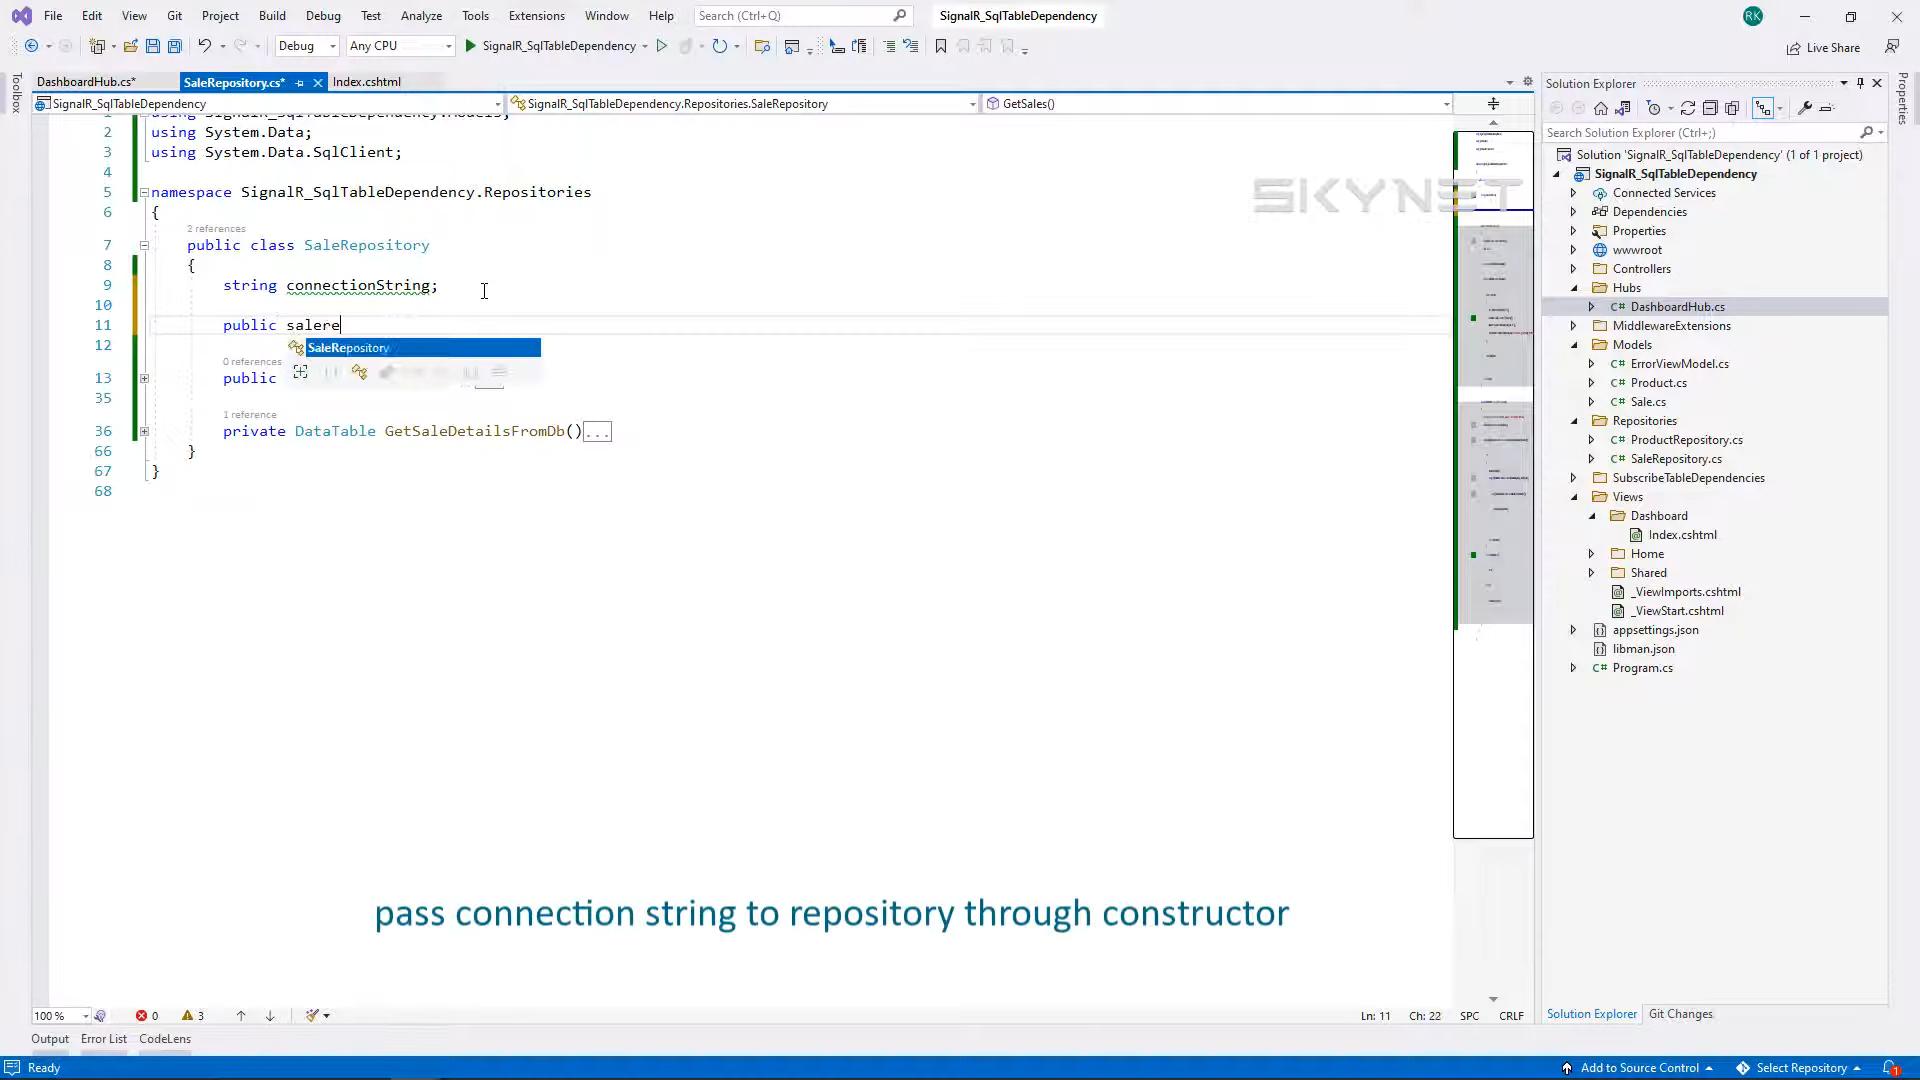 File Edit View Git Project Build Debug Test Analyze Tools Extensions Window Help Search (Ctrl+Q) SignalR_SqlTableDependency RK
Debug Any CPU SignalR_SqlTableDependency Live Share
Toolbox
DashboardHub.cs* SaleRepository.cs* Index.cshtml
SignalR_SqlTableDependency SignalR_SqlTableDependency.Repositories.SaleRepository GetSales()
1 using SignalR_SqlTableDependency.Models;
2 using System.Data;
3 using System.Data.SqlClient;
4
5 namespace SignalR_SqlTableDependency.Repositories
6 {
2 references
7 public class SaleRepository
8 {
9 string connectionString;
10
11 public salere
SaleRepository
12
0 references
13 public
35
1 reference
36 private DataTable GetSaleDetailsFromDb()...
66 }
67 }
68
SKYNET
pass connection string to repository through constructor
100 % 0 3 Ln: 11 Ch: 22 SPC CRLF
Output Error List CodeLens
Ready Add to Source Control Select Repository 1
Solution Explorer
Properties
Search Solution Explorer (Ctrl+;)
Solution 'SignalR_SqlTableDependency' (1 of 1 project)
SignalR_SqlTableDependency
Connected Services
Dependencies
Properties
wwwroot
Controllers
Hubs
C# DashboardHub.cs
MiddlewareExtensions
Models
C# ErrorViewModel.cs
C# Product.cs
C# Sale.cs
Repositories
C# ProductRepository.cs
C# SaleRepository.cs
SubscribeTableDependencies
Views
Dashboard
Index.cshtml
Home
Shared
_ViewImports.cshtml
_ViewStart.cshtml
appsettings.json
libman.json
C# Program.cs
Solution Explorer Git Changes